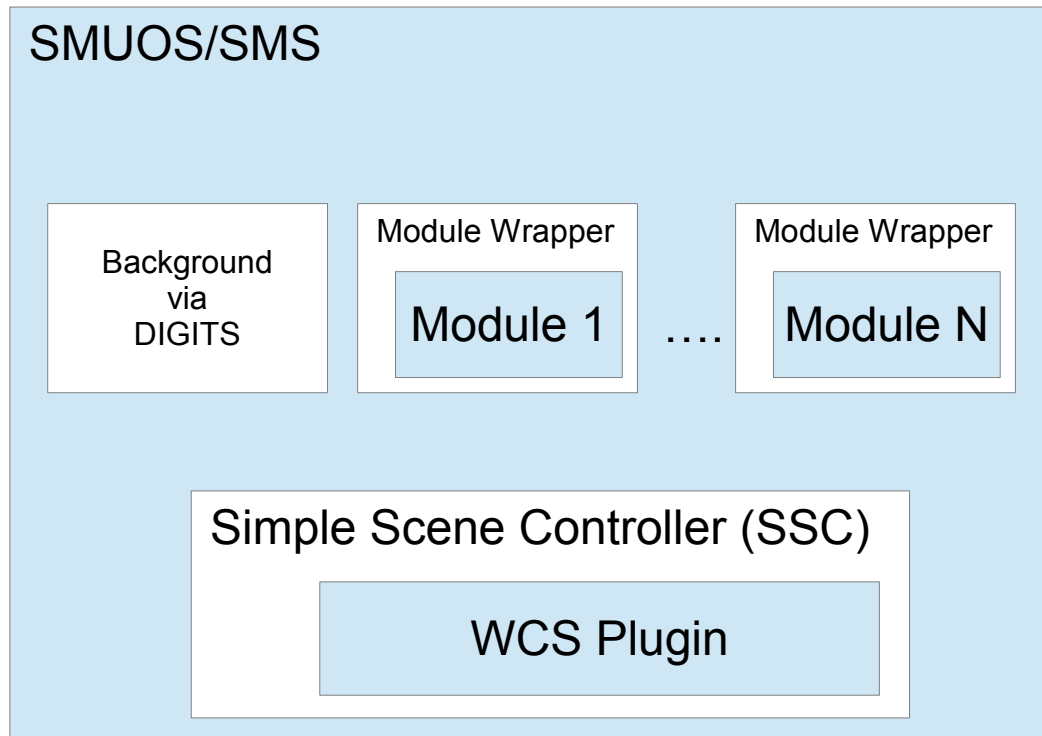 SMUOS/SMS
Background
via
DIGITS
Module Wrapper
Module 1
....
Module Wrapper
Module N
Simple Scene Controller (SSC)
WCS Plugin